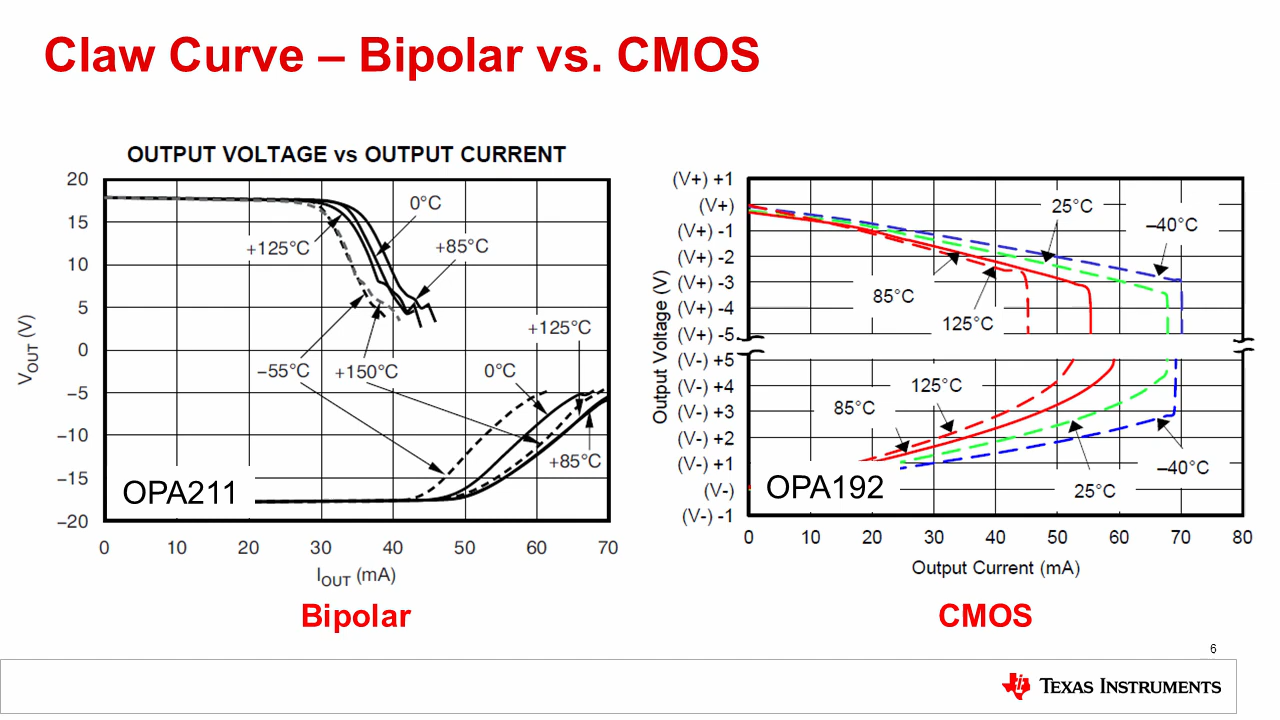 Claw Curve – Bipolar vs. CMOS
OUTPUT VOLTAGE vs OUTPUT CURRENT
20
15
10
5
0
–5
–10
–15
–20
VOUT (V)
0°C
+125°C
+85°C
+125°C
–55°C
+150°C
0°C
+85°C
OPA211
0 10 20 30 40 50 60 70
IOUT (mA)
Bipolar
(V+) +1
(V+)
(V+) -1
(V+) -2
(V+) -3
(V+) -4
(V+) -5
(V-) +5
(V-) +4
(V-) +3
(V-) +2
(V-) +1
(V-)
(V-) -1
Output Voltage (V)
25°C
–40°C
85°C
125°C
125°C
85°C
–40°C
25°C
OPA192
0 10 20 30 40 50 60 70 80
Output Current (mA)
CMOS
6
TEXAS INSTRUMENTS